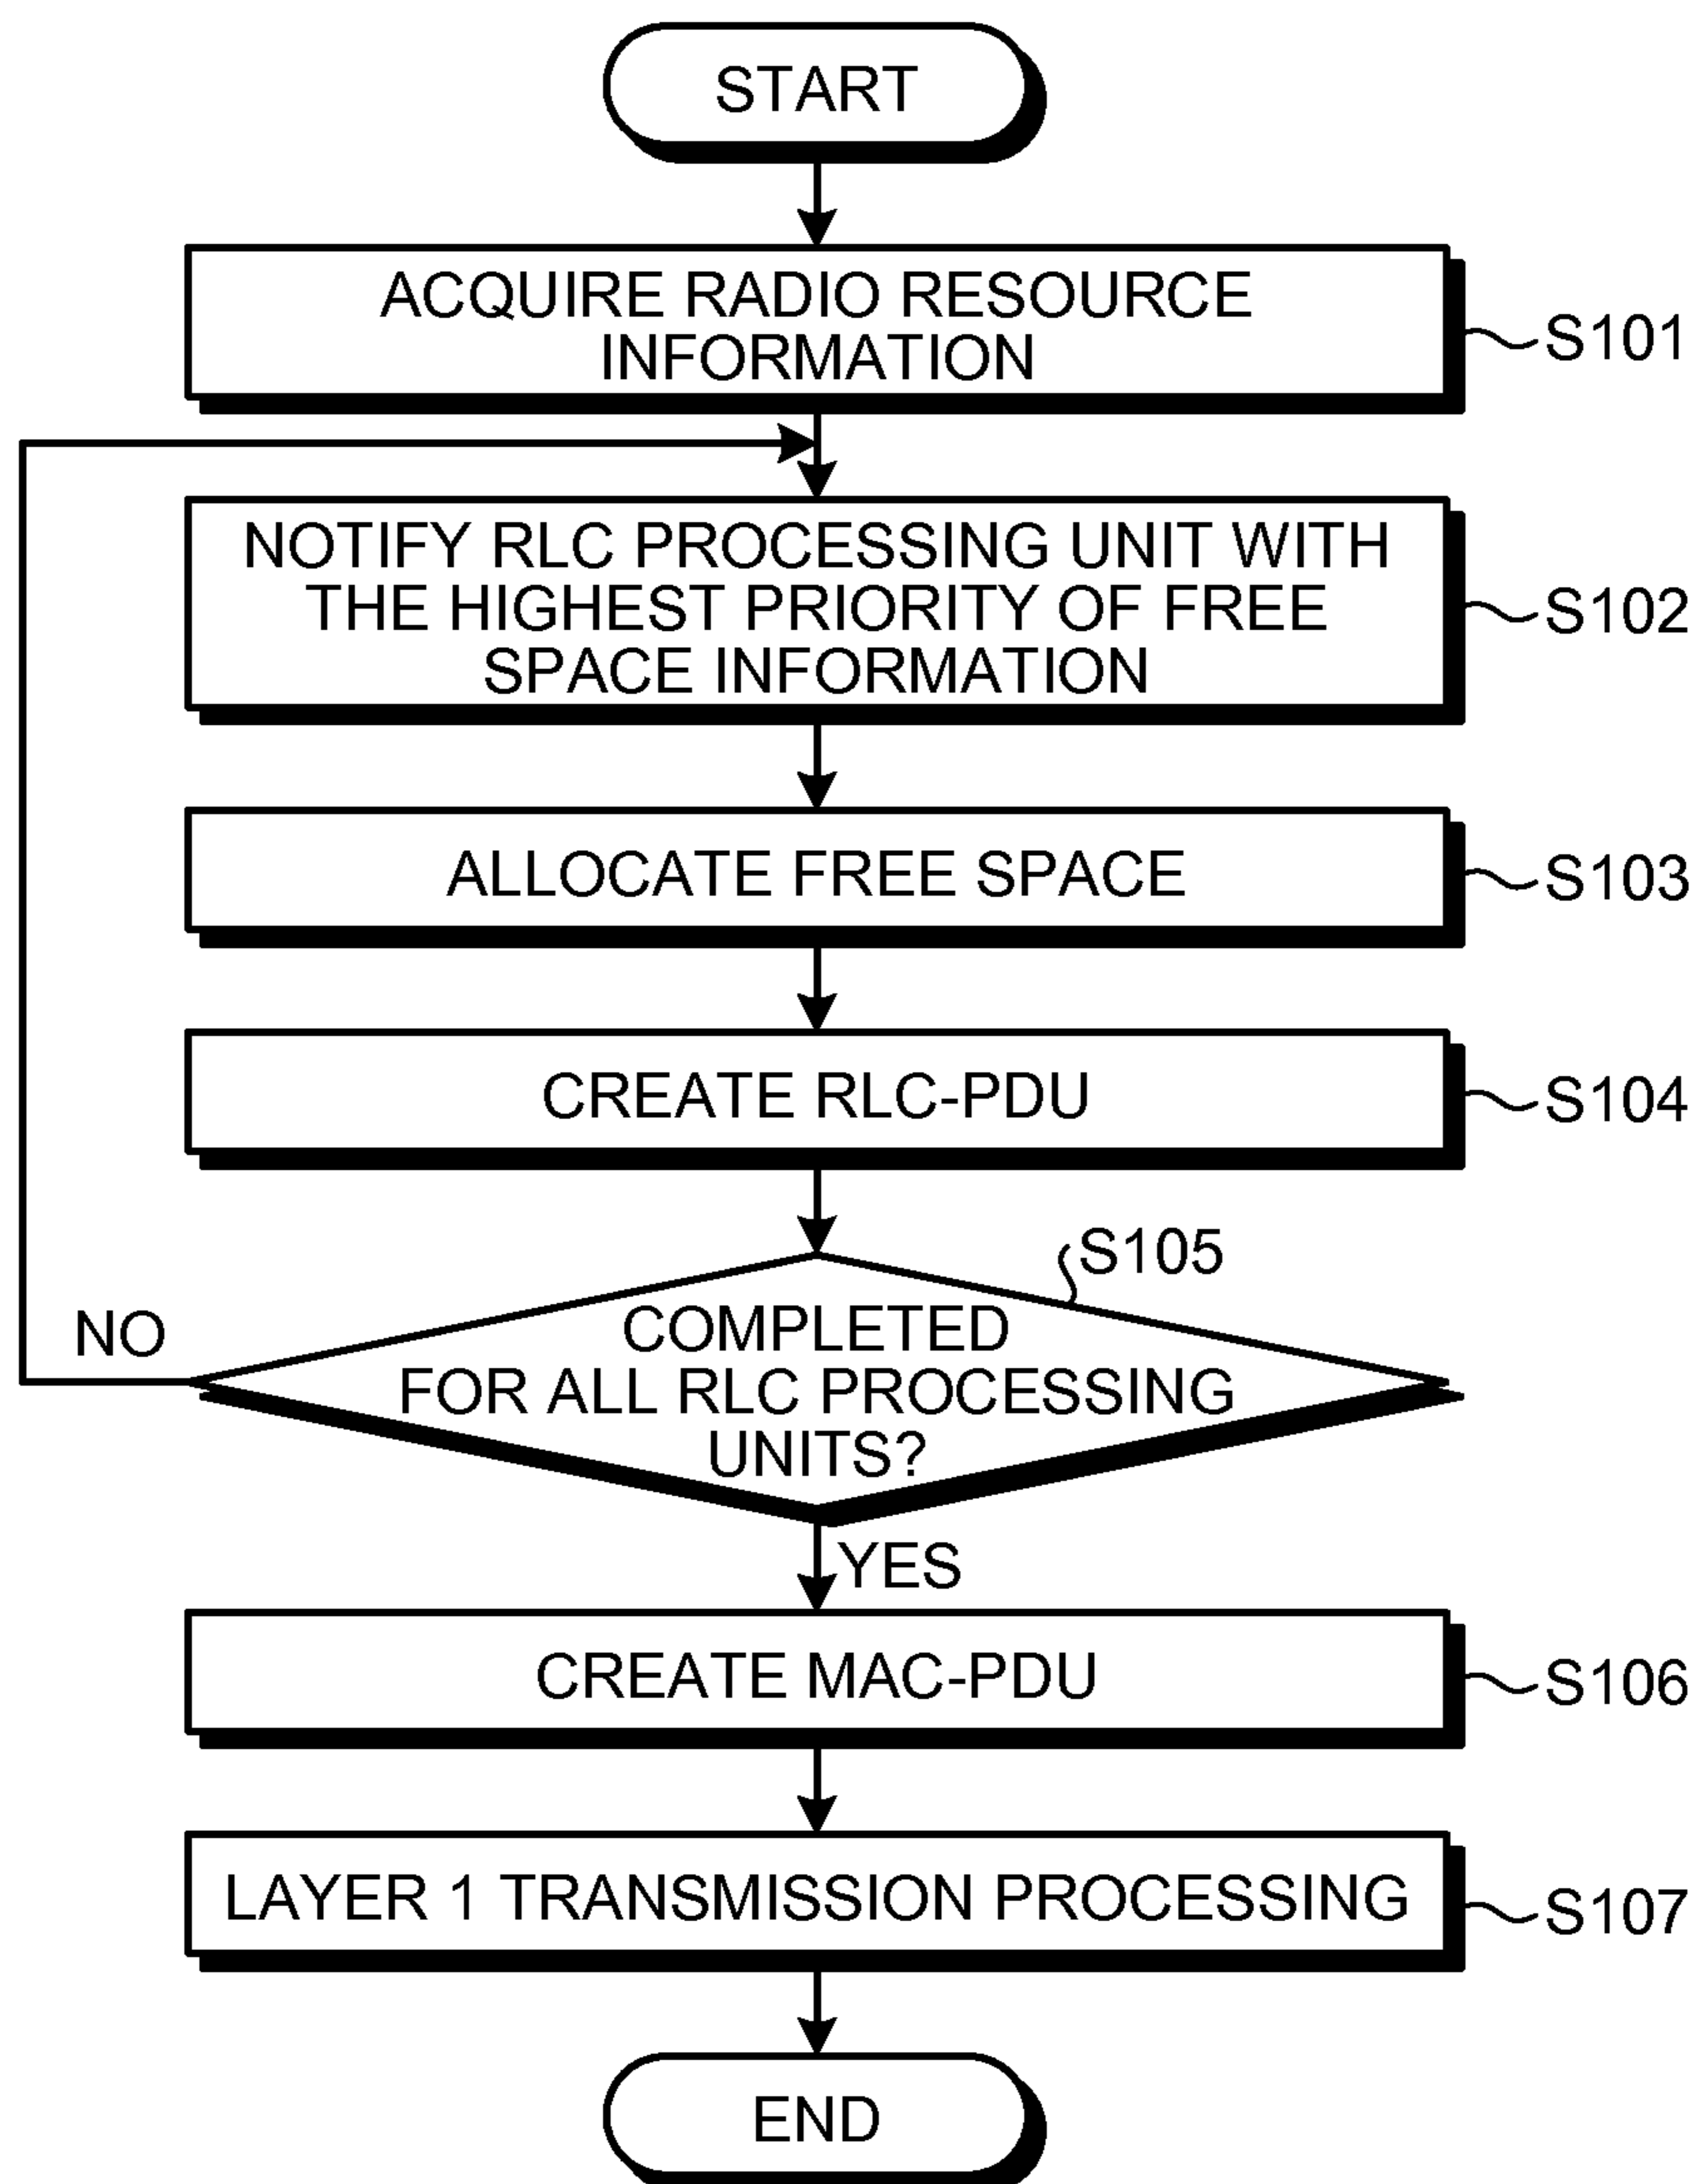 START
ACQUIRE RADIO RESOURCE
INFORMATION
S101
NOTIFY RLC PROCESSING UNIT WITH
THE HIGHEST PRIORITY OF FREE
SPACE INFORMATION
S102
ALLOCATE FREE SPACE
S103
CREATE RLC-PDU
S104
S105
COMPLETED
FOR ALL RLC PROCESSING
UNITS?
NO
YES
CREATE MAC-PDU
S106
LAYER 1 TRANSMISSION PROCESSING
S107
END